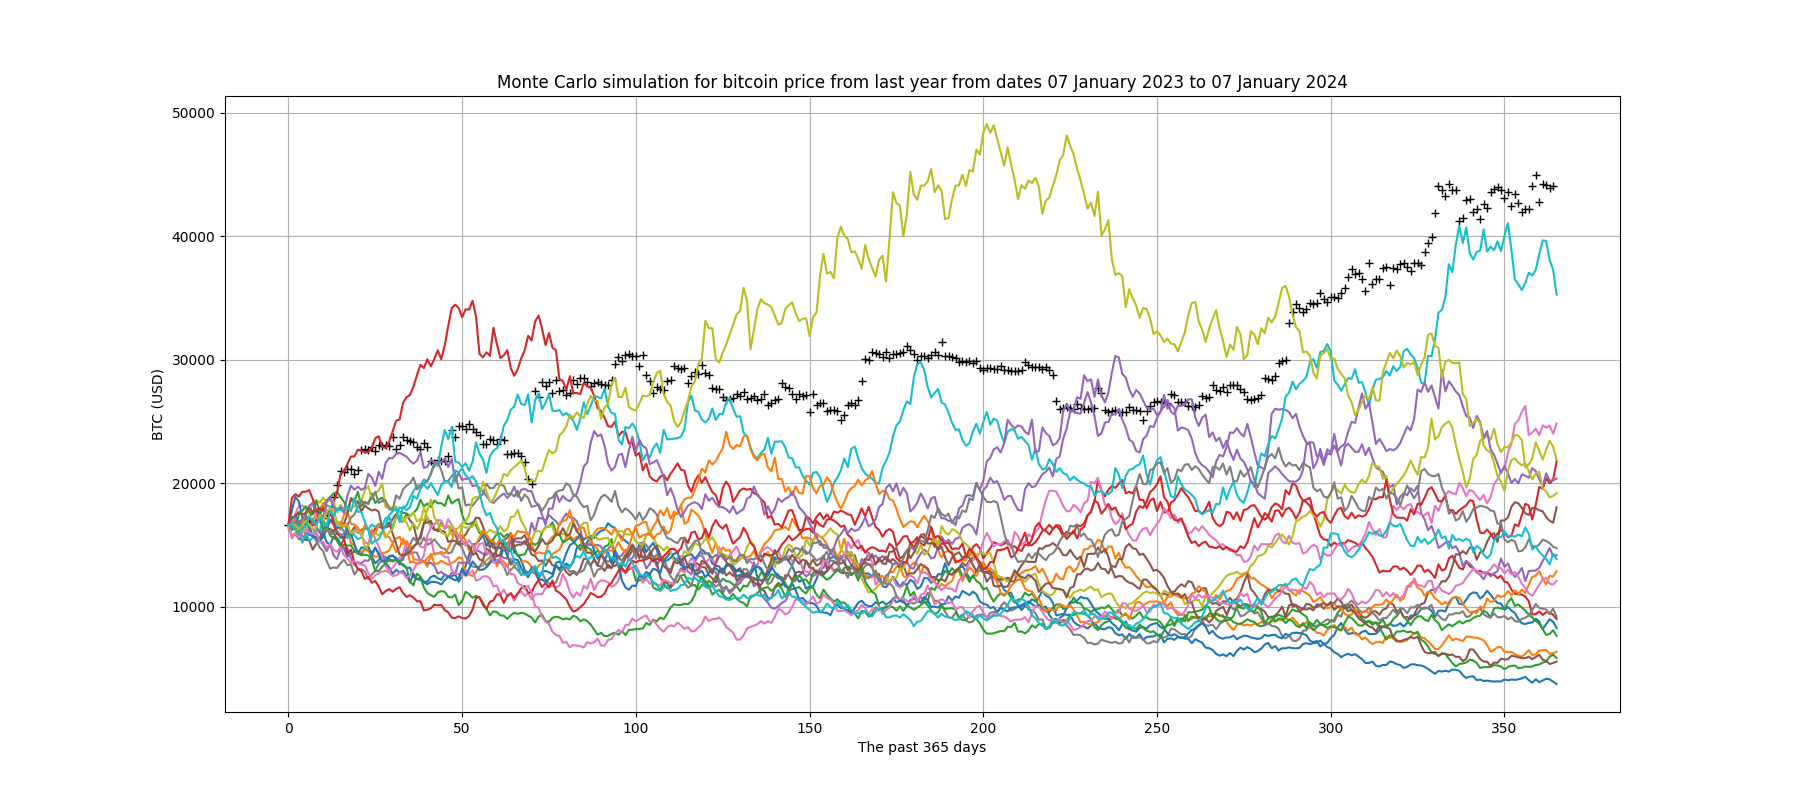 Monte Carlo simulation for bitcoin price from last year from dates 07 January 2023 to 07 January 2024
50000
40000
30000
20000
10000
BTC (USD)
0 50 100 150 200 250 300 350
The past 365 days